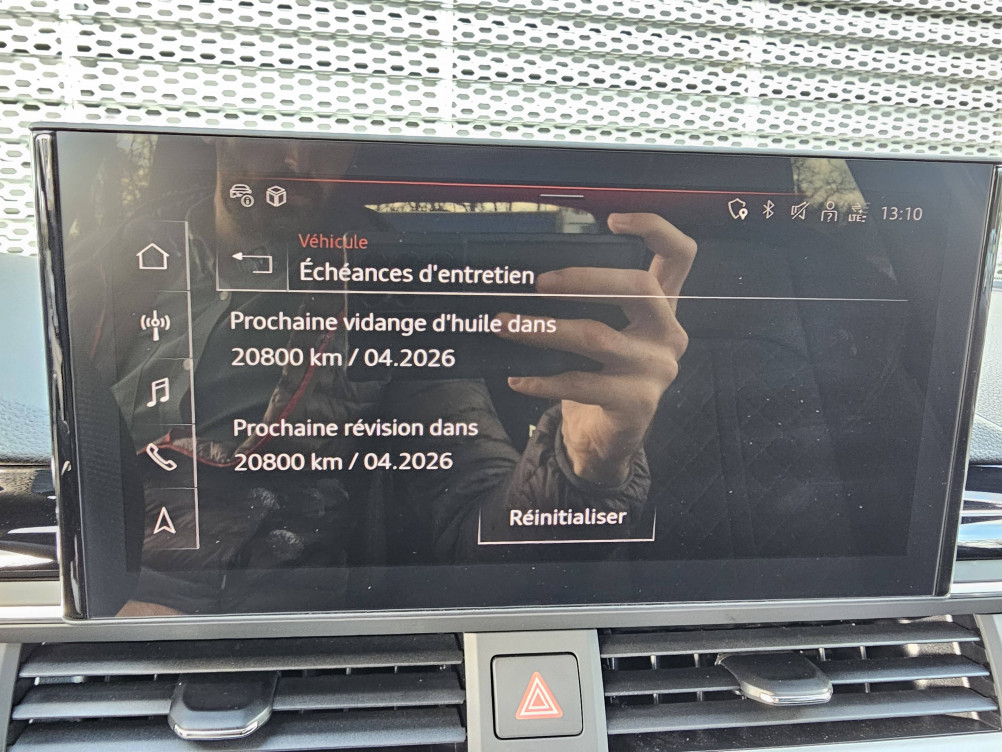 LTE
13:10
Véhicule
Échéances d'entretien
Prochaine vidange d'huile dans
20800 km / 04.2026
Prochaine révision dans
20800 km / 04.2026
Réinitialiser